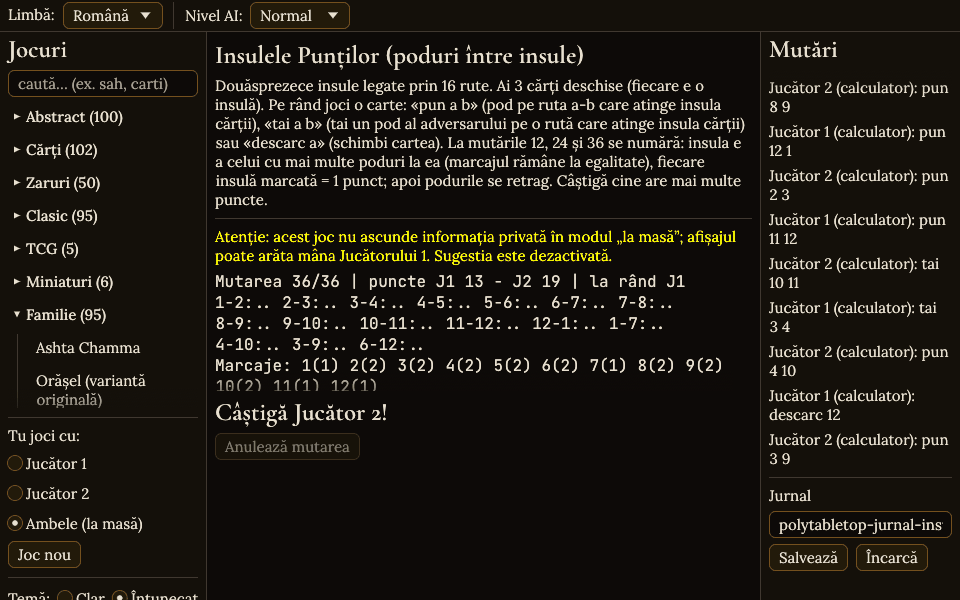 Limbă: Română ▼ Nivel AI: Normal ▼
Jocuri
caută... (ex. sah, carti)
▸ Abstract (100)
▸ Cărți (102)
▸ Zaruri (50)
▸ Clasic (95)
▸ TCG (5)
▸ Miniaturi (6)
▾ Familie (95)
Ashta Chamma
Orășel (variantă
originală)
Tu joci cu:
Jucător 1
Jucător 2
Ambele (la masă)
Joc nou
Temă: Clar Întunecat
Insulele Punților (poduri între insule)
Douăsprezece insule legate prin 16 rute. Ai 3 cărți deschise (fiecare e o
insulă). Pe rând joci o carte: «pun a b» (pod pe ruta a-b care atinge insula
cărții), «tai a b» (tai un pod al adversarului pe o rută care atinge insula cărții)
sau «descarc a» (schimbi cartea). La mutările 12, 24 și 36 se numără: insula e
a celui cu mai multe poduri la ea (marcajul rămâne la egalitate), fiecare
insulă marcată = 1 punct; apoi podurile se retrag. Câștigă cine are mai multe
puncte.
Atenție: acest joc nu ascunde informația privată în modul „la masă”; afișajul
poate arăta mâna Jucătorului 1. Sugestia este dezactivată.
Mutarea 36/36 | puncte J1 13 - J2 19 | la rând J1
1-2:.. 2-3:.. 3-4:.. 4-5:.. 5-6:.. 6-7:.. 7-8:..
8-9:.. 9-10:.. 10-11:.. 11-12:.. 12-1:.. 1-7:..
4-10:.. 3-9:.. 6-12:..
Marcaje: 1(1) 2(2) 3(2) 4(2) 5(2) 6(2) 7(1) 8(2) 9(2)
10(2) 11(1) 12(1)
Câștigă Jucător 2!
Anulează mutarea
Mutări
Jucător 2 (calculator): pun
8 9
Jucător 1 (calculator): pun
12 1
Jucător 2 (calculator): pun
2 3
Jucător 1 (calculator): pun
11 12
Jucător 2 (calculator): tai
10 11
Jucător 1 (calculator): tai
3 4
Jucător 2 (calculator): pun
4 10
Jucător 1 (calculator):
descarc 12
Jucător 2 (calculator): pun
3 9
Jurnal
polytabletop-jurnal-ins
Salvează Încarcă